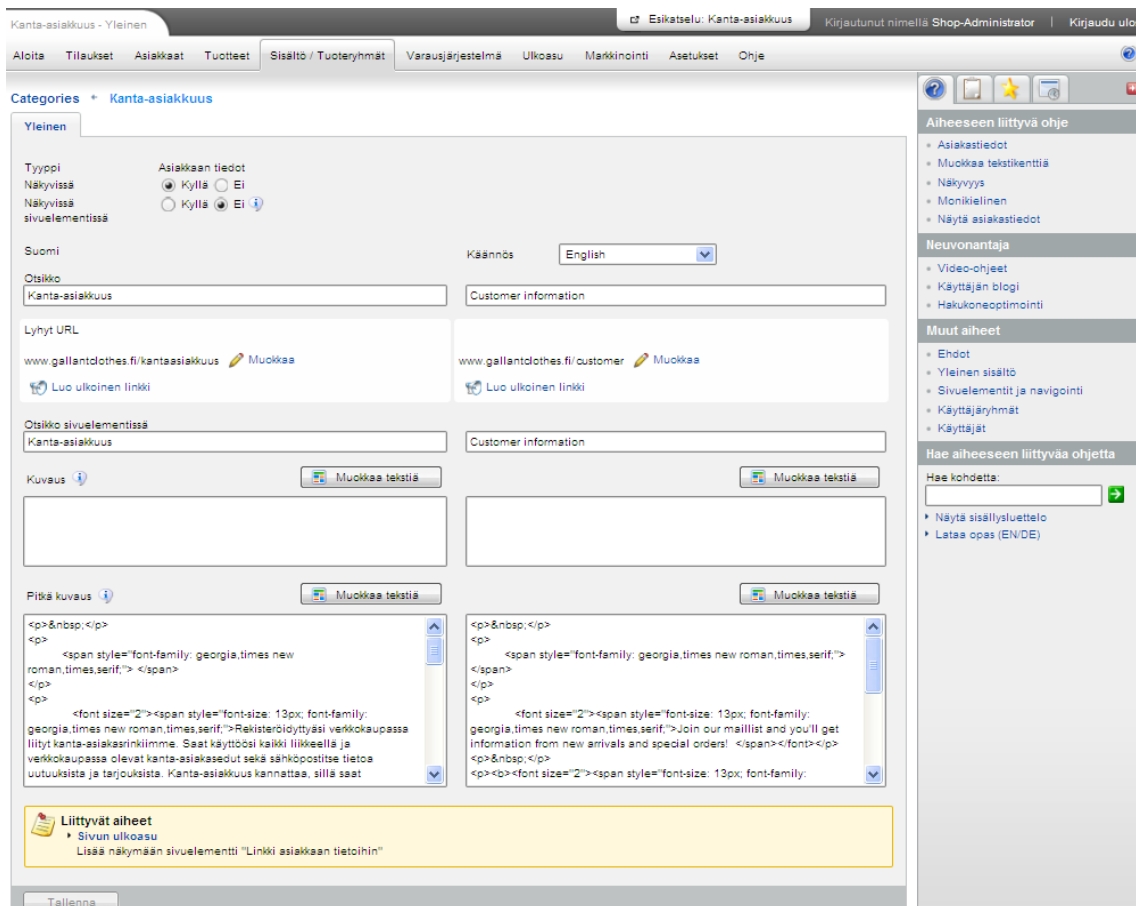 Kanta-asiakkuus - Yleinen
Esikatselu: Kanta-asiakkuus
Kirjautunut nimellä Shop-Administrator | Kirjaudu ulos
Aloita Tilaukset Asiakkaat Tuotteet Sisältö / Tuoteryhmät Varausjärjestelmä Ulkoasu Markkinointi Asetukset Ohje
Categories Kanta-asiakkuus
Yleinen
Tyyppi Asiakkaan tiedot
Näkyvissä Kyllä Ei
Näkyvissä
sivuelementissä Kyllä Ei
Suomi Käännös English
Otsikko
Kanta-asiakkuus Customer information
Lyhyt URL
www.gallantclothes.fi/kantaasiakkuus Muokkaa www.gallantclothes.fi/customer Muokkaa
Luo ulkoinen linkki Luo ulkoinen linkki
Otsikko sivuelementissä
Kanta-asiakkuus Customer information
Kuvaus Muokkaa tekstiä Muokkaa tekstiä
Pitkä kuvaus Muokkaa tekstiä Muokkaa tekstiä
<p>&nbsp;</p>
<p>
<span style="font-family: georgia,times new
roman,times,serif;"> </span>
</p>
<p>
<font size="2"><span style="font-size: 13px; font-family:
georgia,times new roman,times,serif;">Rekisteröidyttyäsi verkkokaupassa
liityt kanta-asiakasrinkiimme. Saat käyttöösi kaikki liikkeellä ja
verkkokaupassa olevat kanta-asiakasedut sekä sähköpostitse tietoa
uutuuksista ja tarjouksista. Kanta-asiakkuus kannattaa, sillä saat
<p>&nbsp;</p>
<p>
<span style="font-family: georgia,times new roman,times,serif;">
</span>
</p>
<p>
<font size="2"><span style="font-size: 13px; font-family:
georgia,times new roman,times,serif;">Join our maillist and you'll get
information from new arrivals and special orders! </span></font></p>
<p>&nbsp;</p>
<p><b><font size="2"><span style="font-size: 13px; font-family:
Liittyvät aiheet
Sivun ulkoasu
Lisää näkymään sivuelementti "Linkki asiakkaan tietoihin"
Tallenna
Aiheeseen liittyvä ohje
Asiakastiedot
Muokkaa tekstikenttiä
Näkyvyys
Monikielinen
Näytä asiakastiedot
Neuvonantaja
Video-ohjeet
Käyttäjän blogi
Hakukoneoptimointi
Muut aiheet
Ehdot
Yleinen sisältö
Sivuelementit ja navigointi
Käyttäjäryhmät
Käyttäjät
Hae aiheeseen liittyvää ohjetta
Hae kohdetta:
Näytä sisällysluettelo
Lataa opas (EN/DE)